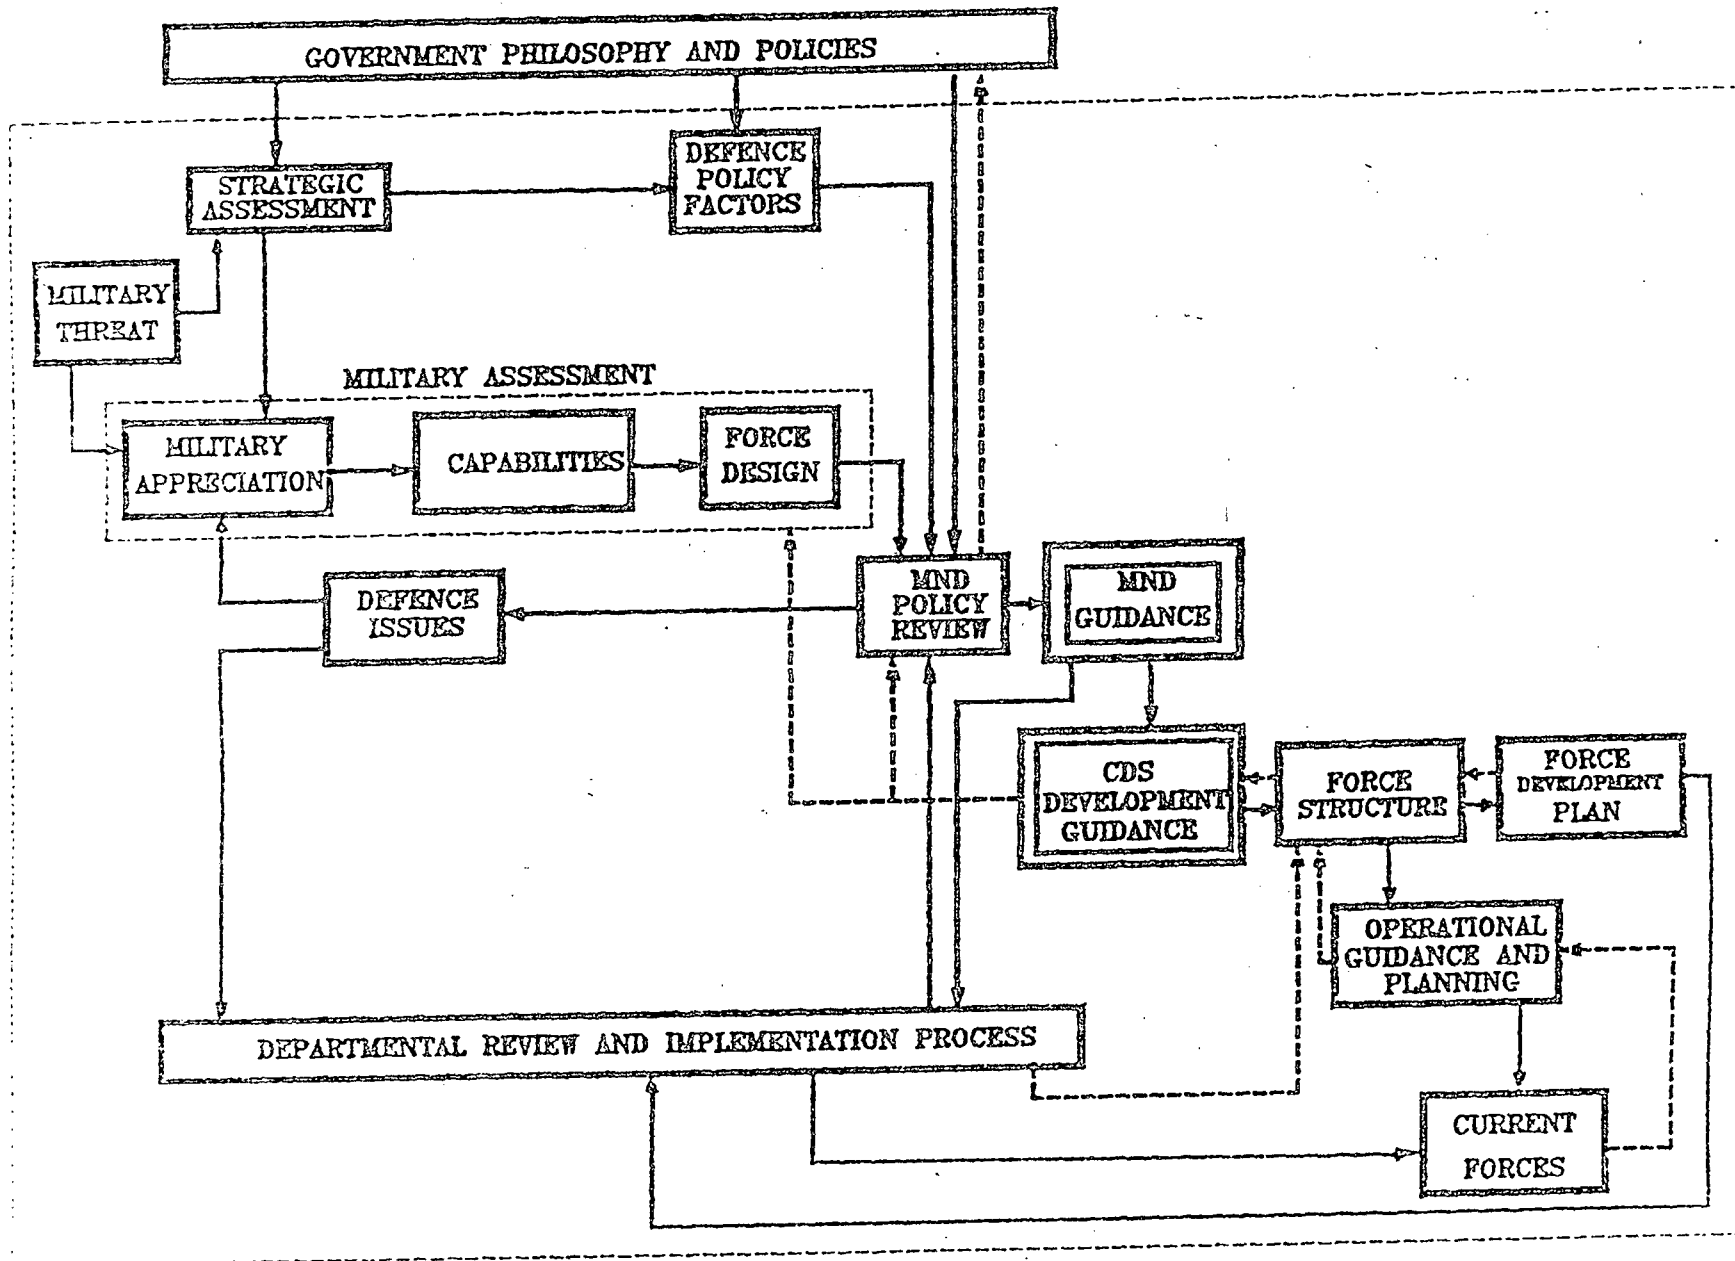 GOVERNMENT PHILOSOPHY AND POLICIES
DEFENCE
POLICY
FACTORS
STRATEGIC
ASSESSMENT
MILITARY
THREAT
MILITARY ASSESSMENT
MILITARY
APPRECIATION
CAPABILITIES
FORCE
DESIGN
DEFENCE
ISSUES
MND
POLICY
REVIEW
MND
GUIDANCE
CDS
DEVELOPMENT
GUIDANCE
FORCE
STRUCTURE
FORCE
DEVELOPMENT
PLAN
OPERATIONAL
GUIDANCE AND
PLANNING
DEPARTMENTAL REVIEW AND IMPLEMENTATION PROCESS
CURRENT
FORCES